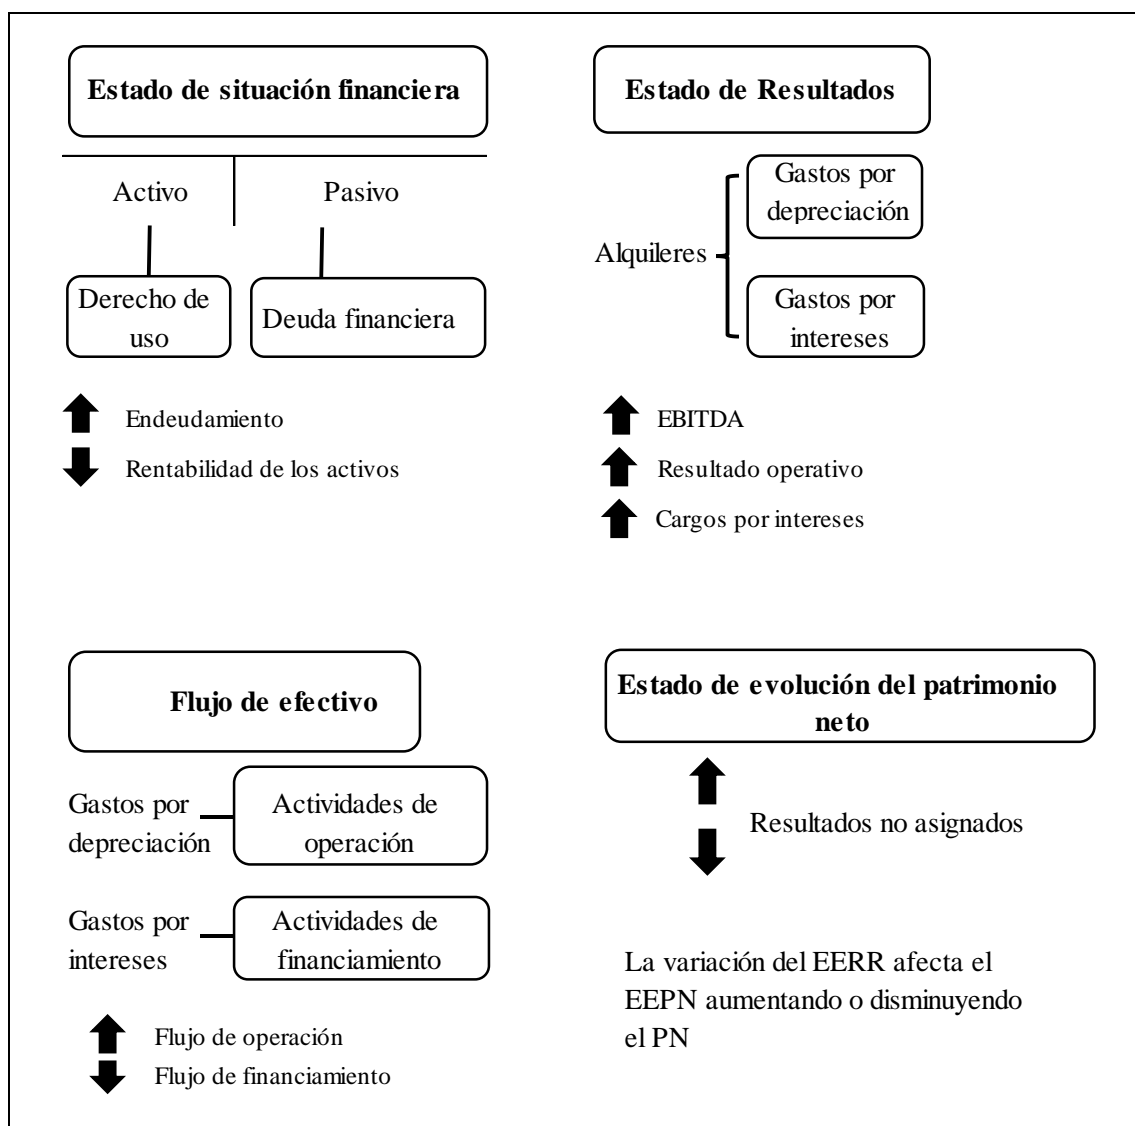 Estado de situación financiera
Activo
Pasivo
Derecho de
uso
Deuda financiera
Endeudamiento
Rentabilidad de los activos
Estado de Resultados
Alquileres
Gastos por
depreciación
Gastos por
intereses
EBITDA
Resultado operativo
Cargos por intereses
Flujo de efectivo
Gastos por
depreciación
Actividades de
operación
Gastos por
intereses
Actividades de
financiamiento
Flujo de operación
Flujo de financiamiento
Estado de evolución del patrimonio
neto
Resultados no asignados
La variación del EERR afecta el
EEPN aumentando o disminuyendo
el PN